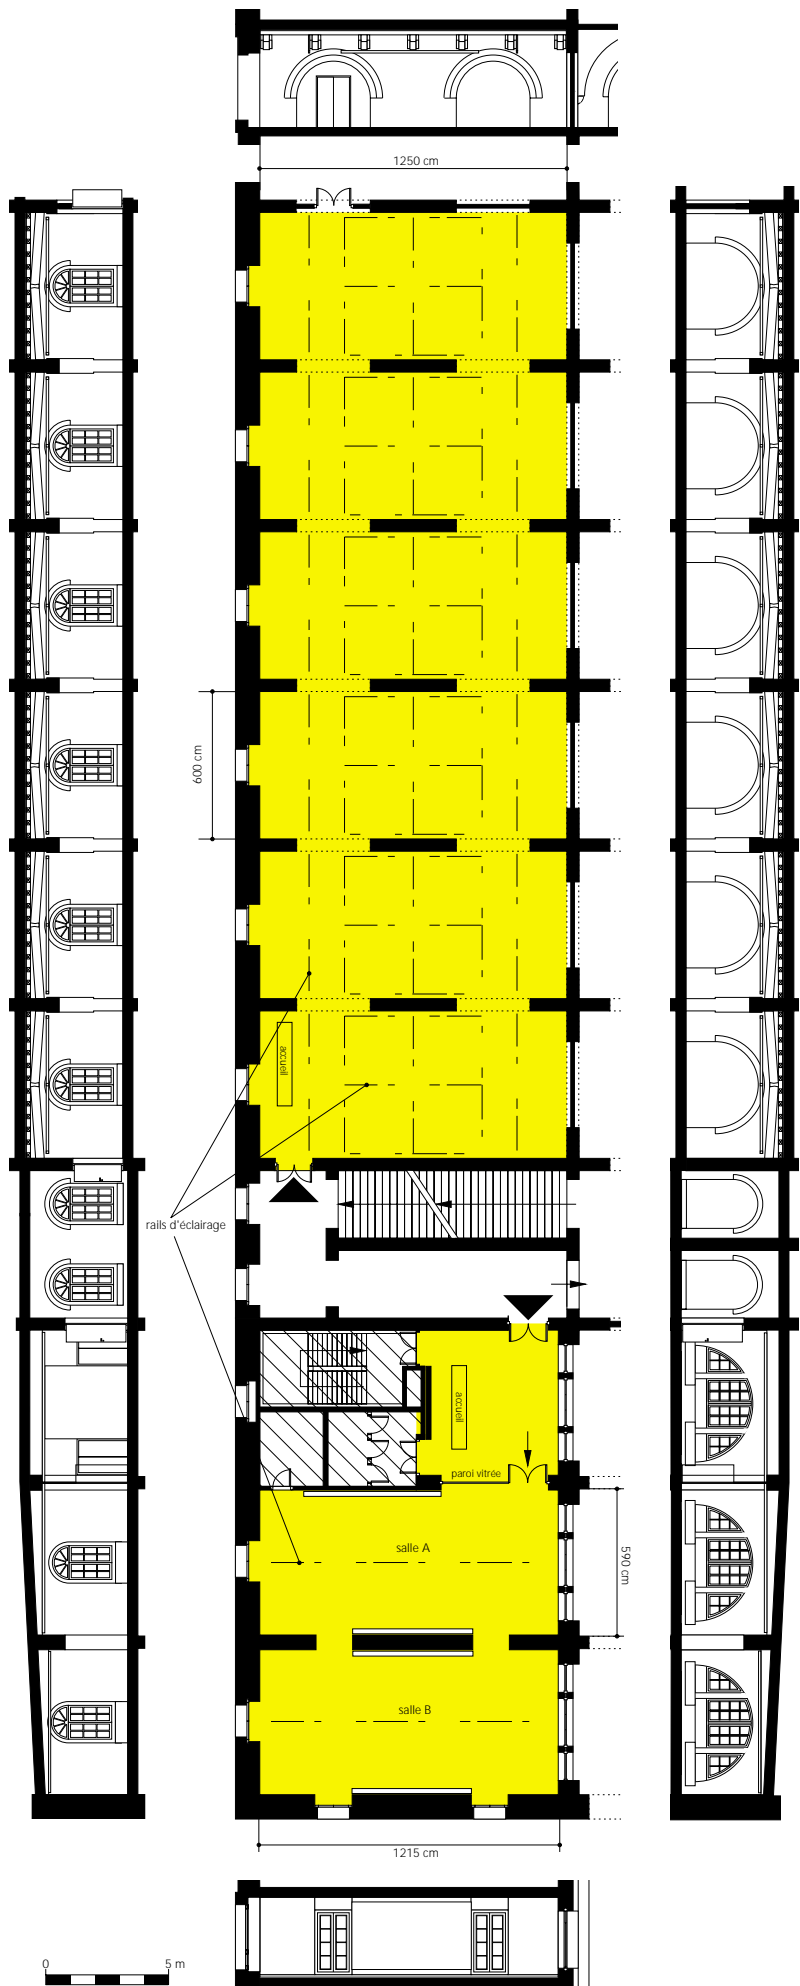 1250 cm
600 cm
accueil
rails d'éclairage
accueil
paroi vitrée
salle A
590 cm
salle B
1215 cm
0 5 m